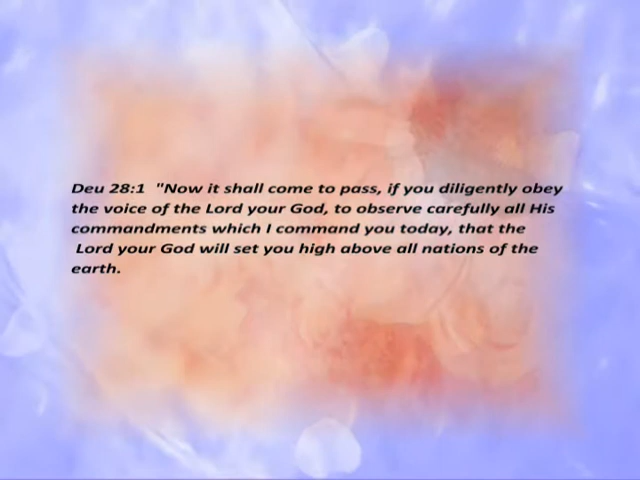 Deu 28:1  "Now it shall come to pass, if you diligently obey
the voice of the Lord your God, to observe carefully all His
commandments which I command you today, that the
Lord your God will set you high above all nations of the
earth.